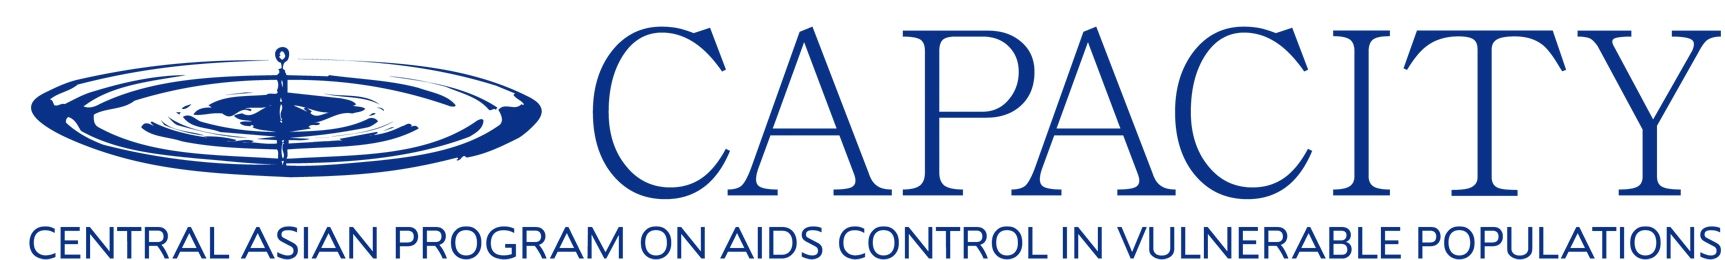 CAPACITY
CENTRAL ASIAN PROGRAM ON AIDS CONTROL IN VULNERABLE POPULATIONS